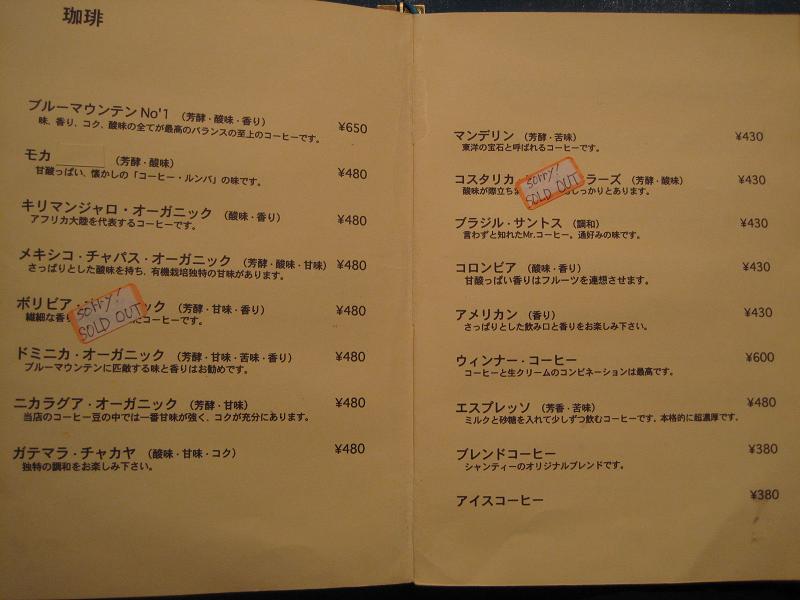 珈琲
ブルーマウンテン No'1 （芳醇・酸味・香り） ¥650
味、香り、コク、酸味の全てが最高のバランスの至上のコーヒーです。
モカ （芳醇・酸味） ¥480
甘酸っぱい、懐かしの「コーヒー・ルンバ」の味です。
キリマンジャロ・オーガニック （酸味・香り） ¥480
アフリカ大陸を代表するコーヒーです。
メキシコ・チャパス・オーガニック （芳醇・酸味・甘味） ¥480
さっぱりとした酸味を持ち、有機栽培独特の甘味があります。
ボリビア・ ック （芳醇・甘味・香り） ¥480
sorry! SOLD OUT
繊細な香り コーヒーです。
ドミニカ・オーガニック （芳醇・甘味・苦味・香り） ¥480
ブルーマウンテンに匹敵する味と香りはお勧めです。
ニカラグア・オーガニック （芳醇・甘味） ¥480
当店のコーヒー豆の中では一番甘味が強く、コクが充分にあります。
ガテマラ・チャカヤ （酸味・甘味・コク） ¥480
独特の調和をお楽しみ下さい。
マンデリン （芳醇・苦味） ¥430
東洋の宝石と呼ばれるコーヒーです。
コスタリカ ラーズ （芳醇・酸味） ¥430
sorry! SOLD OUT
酸味が際立ち しっかりとあります。
ブラジル・サントス （調和） ¥430
言わずと知れたMr.コーヒー。通好みの味です。
コロンビア （酸味・香り） ¥430
甘酸っぱい香りはフルーツを連想させます。
アメリカン （香り） ¥430
さっぱりとした飲み口と香りをお楽しみ下さい。
ウィンナー・コーヒー ¥600
コーヒーと生クリームのコンビネーションは最高です。
エスプレッソ （芳香・苦味） ¥480
ミルクと砂糖を入れて少しずつ飲むコーヒーです。本格的に超濃厚です。
ブレンドコーヒー ¥380
シャンティーのオリジナルブレンドです。
アイスコーヒー ¥380